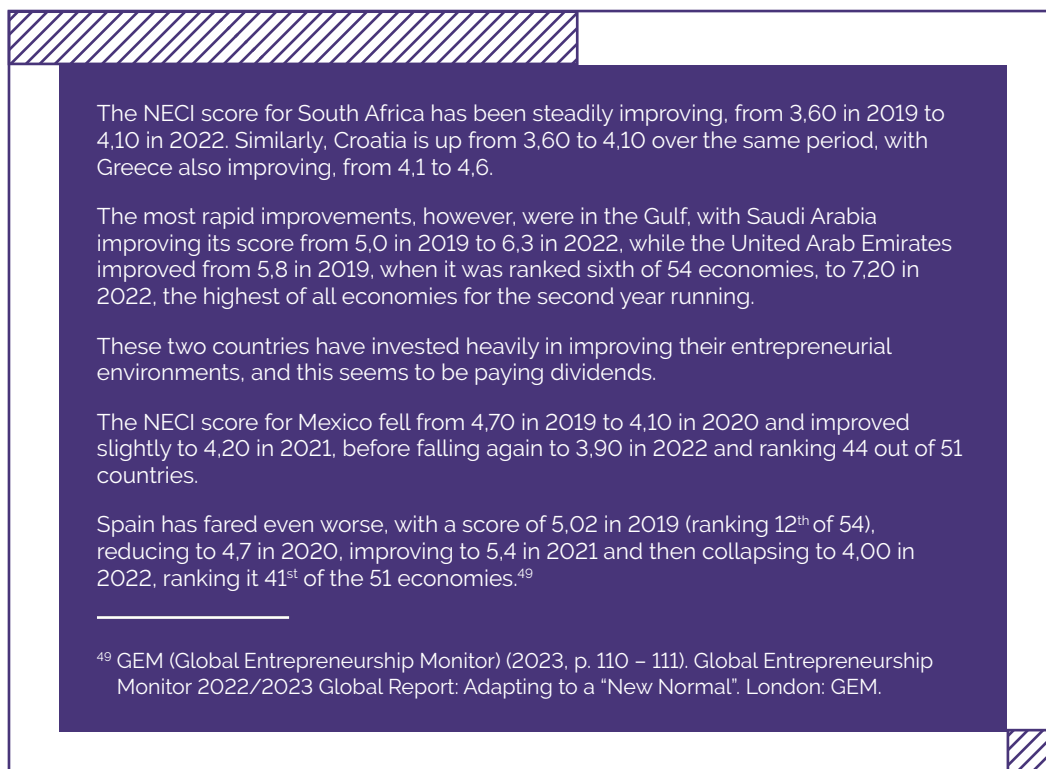 The NECI score for South Africa has been steadily improving, from 3,60 in 2019 to
4,10 in 2022. Similarly, Croatia is up from 3,60 to 4,10 over the same period, with
Greece also improving, from 4,1 to 4,6.
The most rapid improvements, however, were in the Gulf, with Saudi Arabia
improving its score from 5,0 in 2019 to 6,3 in 2022, while the United Arab Emirates
improved from 5,8 in 2019, when it was ranked sixth of 54 economies, to 7,20 in
2022, the highest of all economies for the second year running.
These two countries have invested heavily in improving their entrepreneurial
environments, and this seems to be paying dividends.
The NECI score for Mexico fell from 4,70 in 2019 to 4,10 in 2020 and improved
slightly to 4,20 in 2021, before falling again to 3,90 in 2022 and ranking 44 out of 51
countries.
Spain has fared even worse, with a score of 5,02 in 2019 (ranking 12th of 54),
reducing to 4,7 in 2020, improving to 5,4 in 2021 and then collapsing to 4,00 in
2022, ranking it 41st of the 51 economies.49
49 GEM (Global Entrepreneurship Monitor) (2023, p. 110 – 111). Global Entrepreneurship
Monitor 2022/2023 Global Report: Adapting to a “New Normal”. London: GEM.